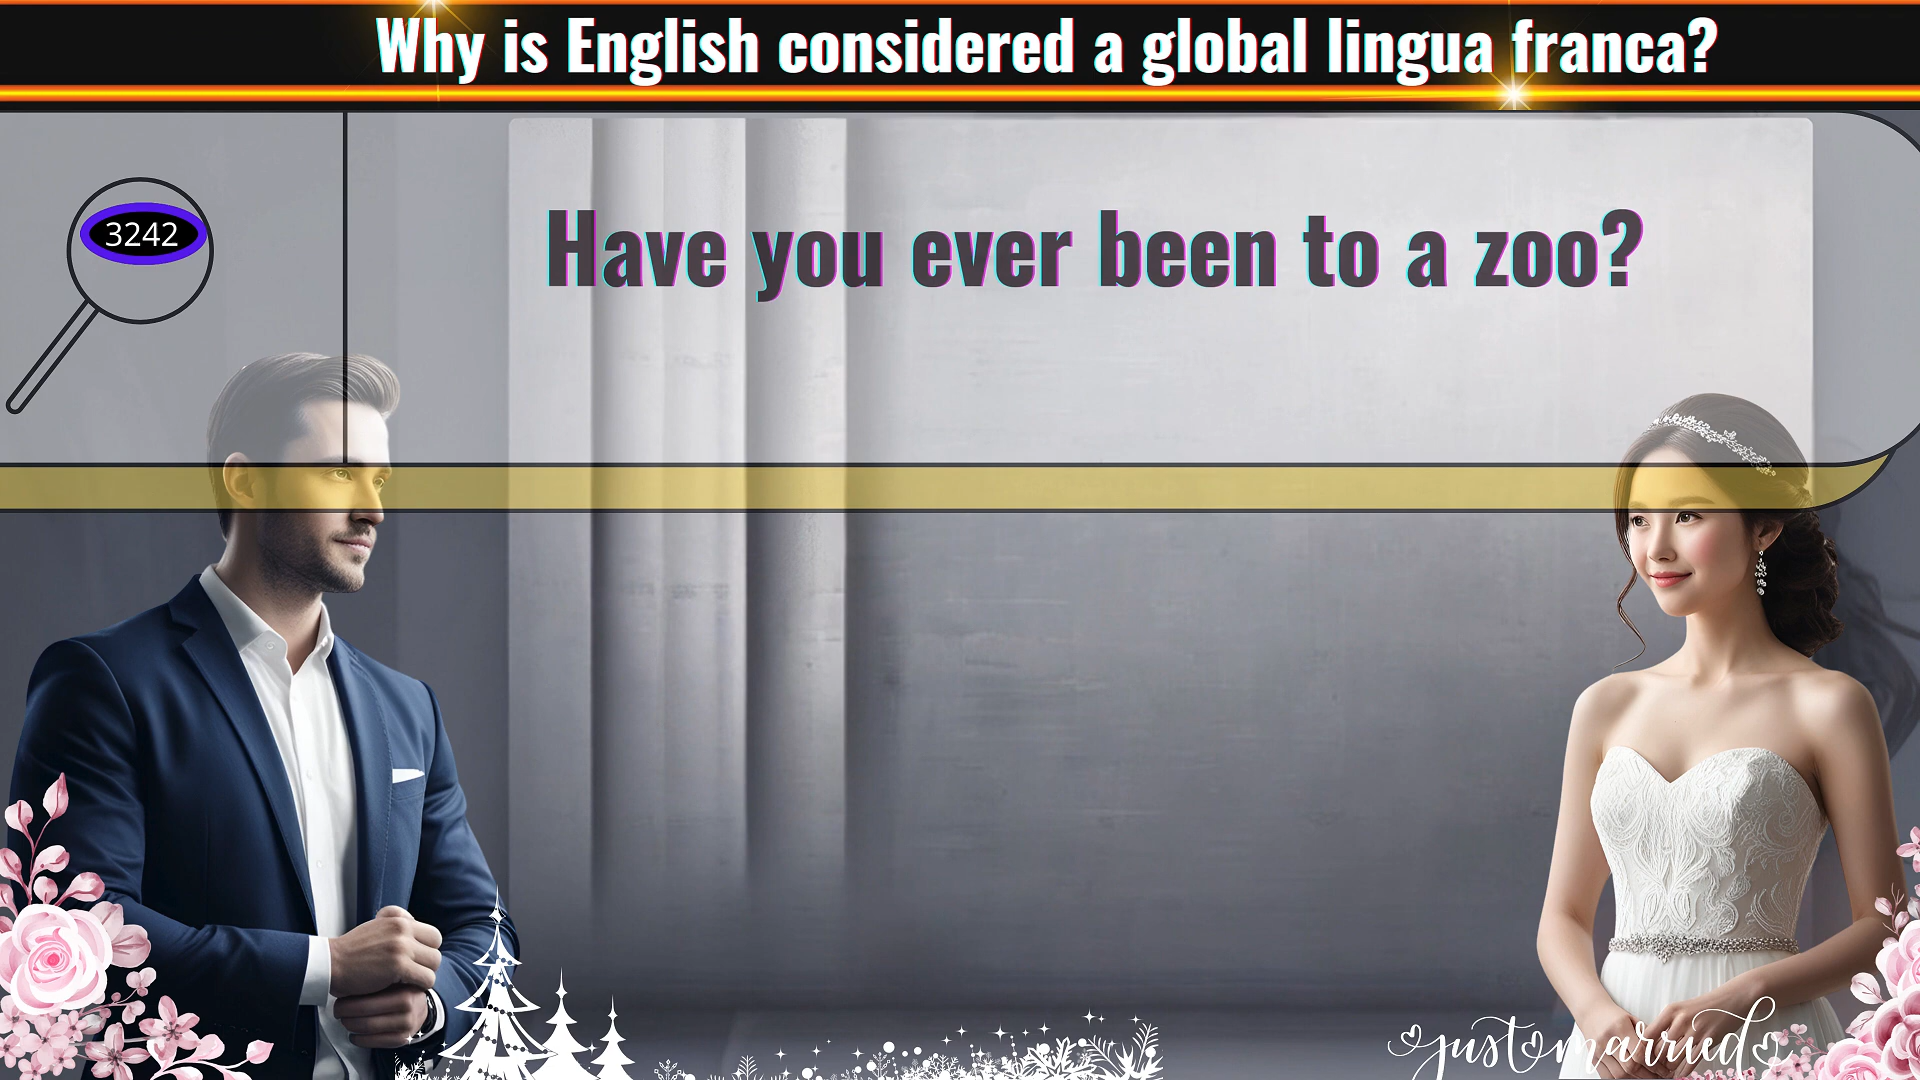 Why is English considered a global lingua franca?
3242
Have you ever been to a zoo?
just married